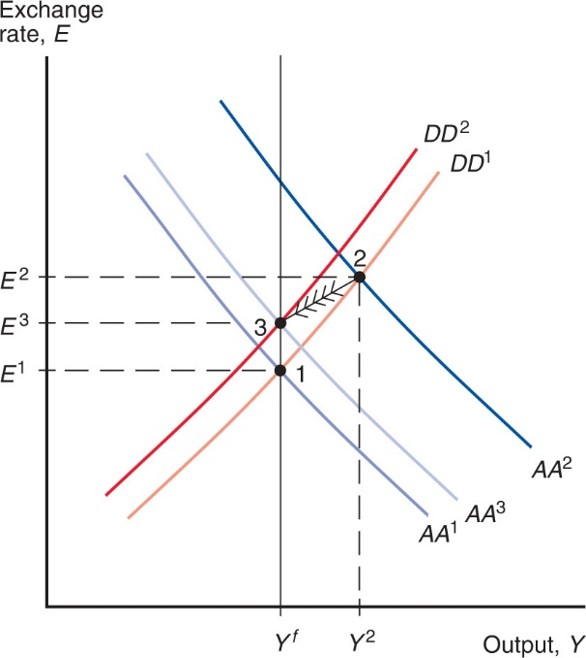 Exchange
rate, E
DD²
DD¹
2
E²
E³
3
E¹
1
AA²
AA³
AA¹
Yᶠ
Y²
Output, Y